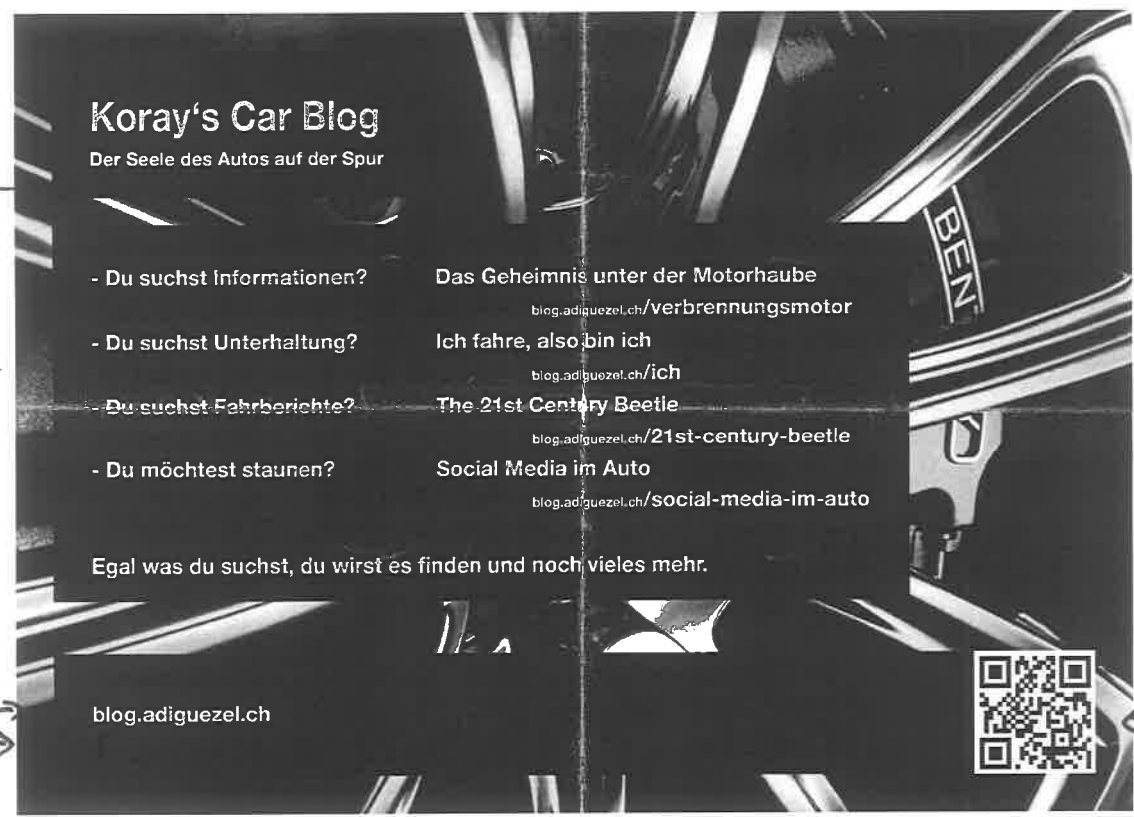 Koray‘s Car Blog
Der Seele des Autos auf der Spur
- Du suchst Informationen? Das Geheimnis unter der Motorhaube
blog.adiguezel.ch/verbrennungsmotor
- Du suchst Unterhaltung? Ich fahre, also bin ich
blog.adiguezel.ch/ich
- Du suchst Fahrberichte? The 21st Century Beetle
blog.adiguezel.ch/21st-century-beetle
- Du möchtest staunen? Social Media im Auto
blog.adiguezel.ch/social-media-im-auto
Egal was du suchst, du wirst es finden und noch vieles mehr.
blog.adiguezel.ch
BEN